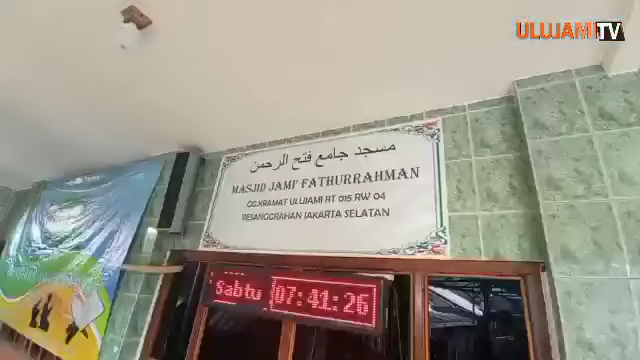 ULUJAMI TV
مسجد جامع فتح الرحمن
MASJID JAMI' FATHURRAHMAN
GG.KRAMAT ULUJAMI RT 015 RW 04
PESANGGRAHAN JAKARTA SELATAN
Sabtu 07:41:26